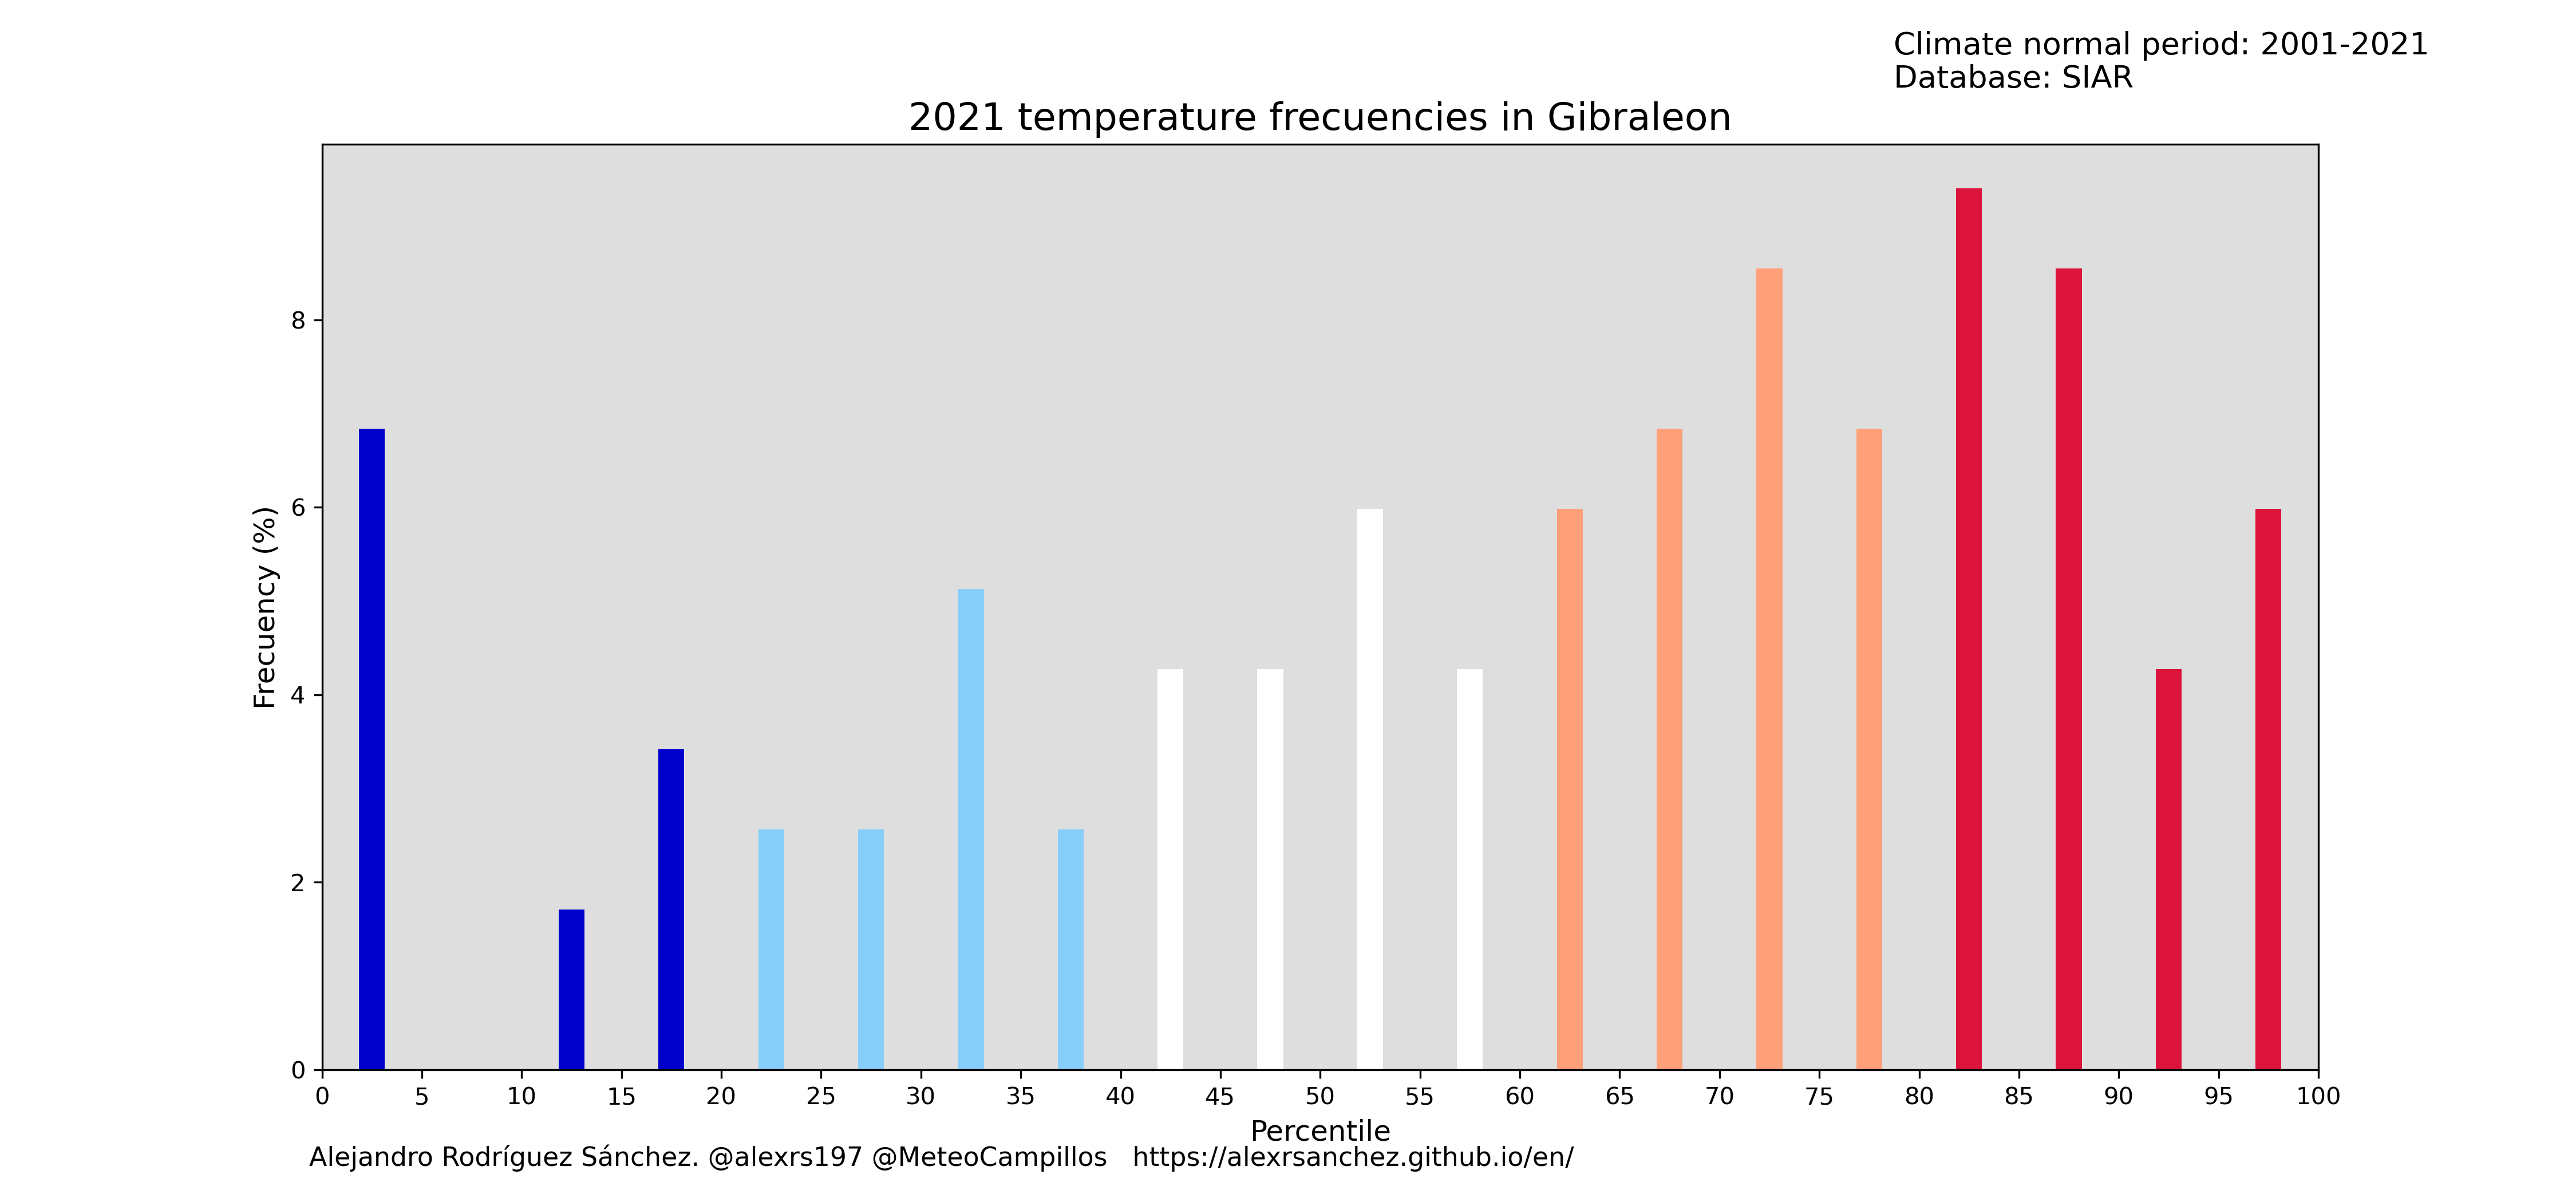 Climate normal period: 2001-2021
Database: SIAR
2021 temperature frecuencies in Gibraleon
Frecuency (%)
8
6
4
2
0
0 5 10 15 20 25 30 35 40 45 50 55 60 65 70 75 80 85 90 95 100
Percentile
Alejandro Rodríguez Sánchez. @alexrs197 @MeteoCampillos https://alexrsanchez.github.io/en/